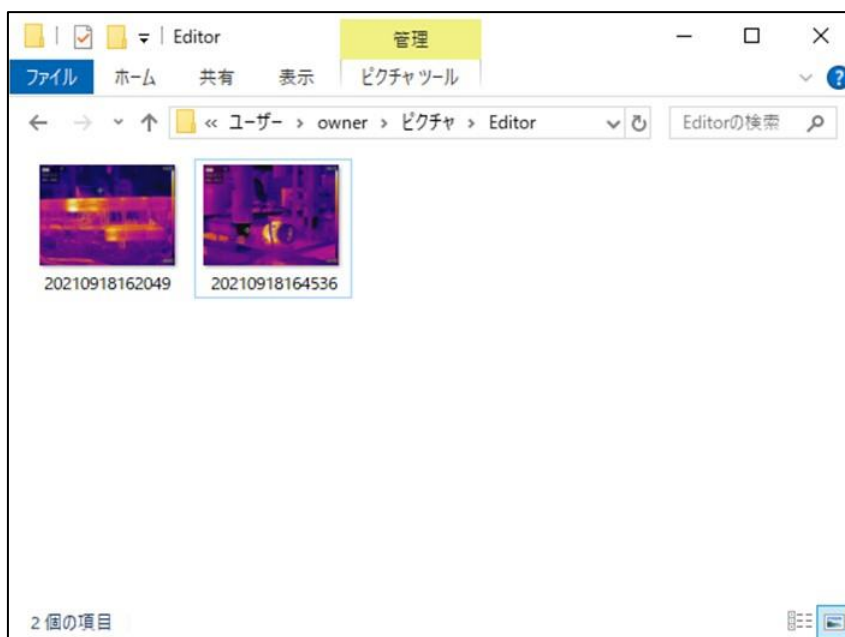 Editor
管理
ファイル ホーム 共有 表示 ピクチャ ツール
« ユーザー › owner › ピクチャ › Editor
Editorの検索
20210918162049 20210918164536
2 個の項目